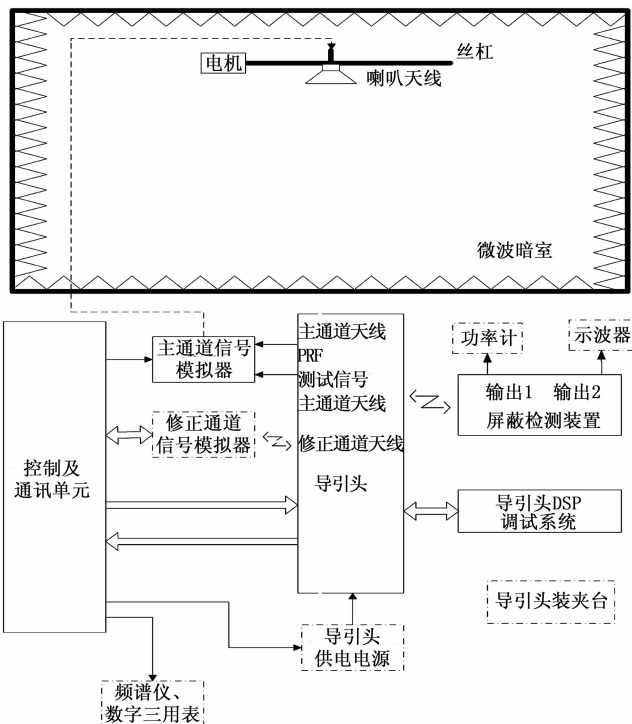 电机
丝杠
喇叭天线
微波暗室
主通道信号
模拟器
主通道天线
PRF
测试信号
主通道天线
修正通道天线
导引头
功率计
示波器
输出1 输出2
屏蔽检测装置
修正通道
信号模拟器
控制及
通讯单元
导引头DSP
调试系统
导引头装夹台
导引头
供电电源
频谱仪、
数字三用表